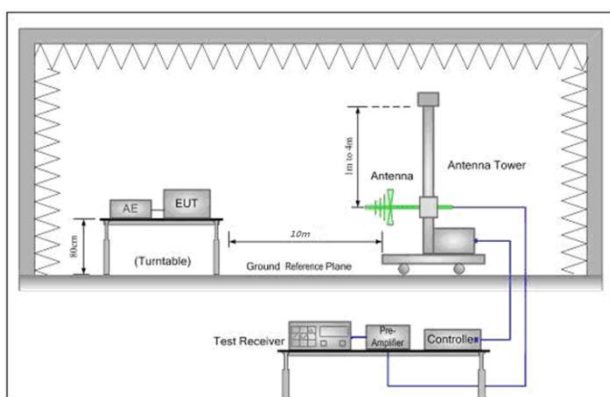 1m to 4m
Antenna
Antenna Tower
AE
EUT
80cm
(Turntable)
10m
Ground Reference Plane
Test Receiver
Pre-
Amplifier
Controller